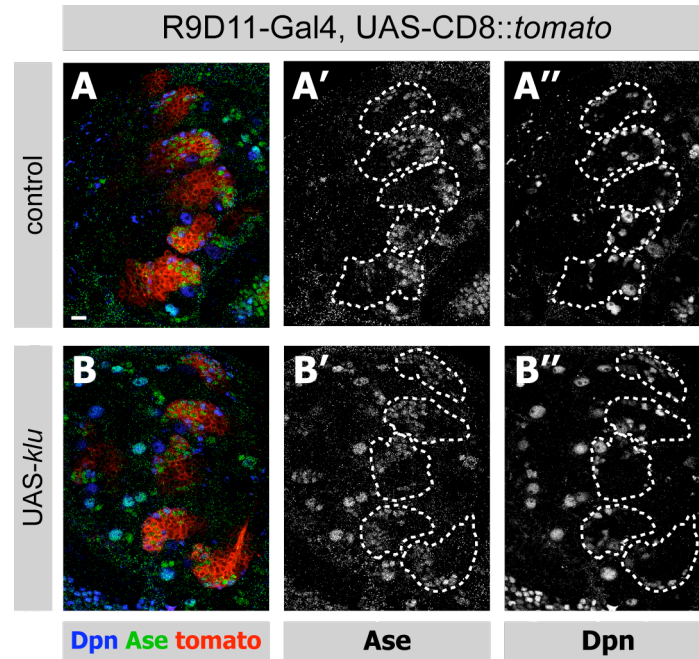 R9D11-Gal4, UAS-CD8::tomato
control
A
A′
A″
UAS-klu
B
B′
B″
Dpn Ase tomato
Ase
Dpn